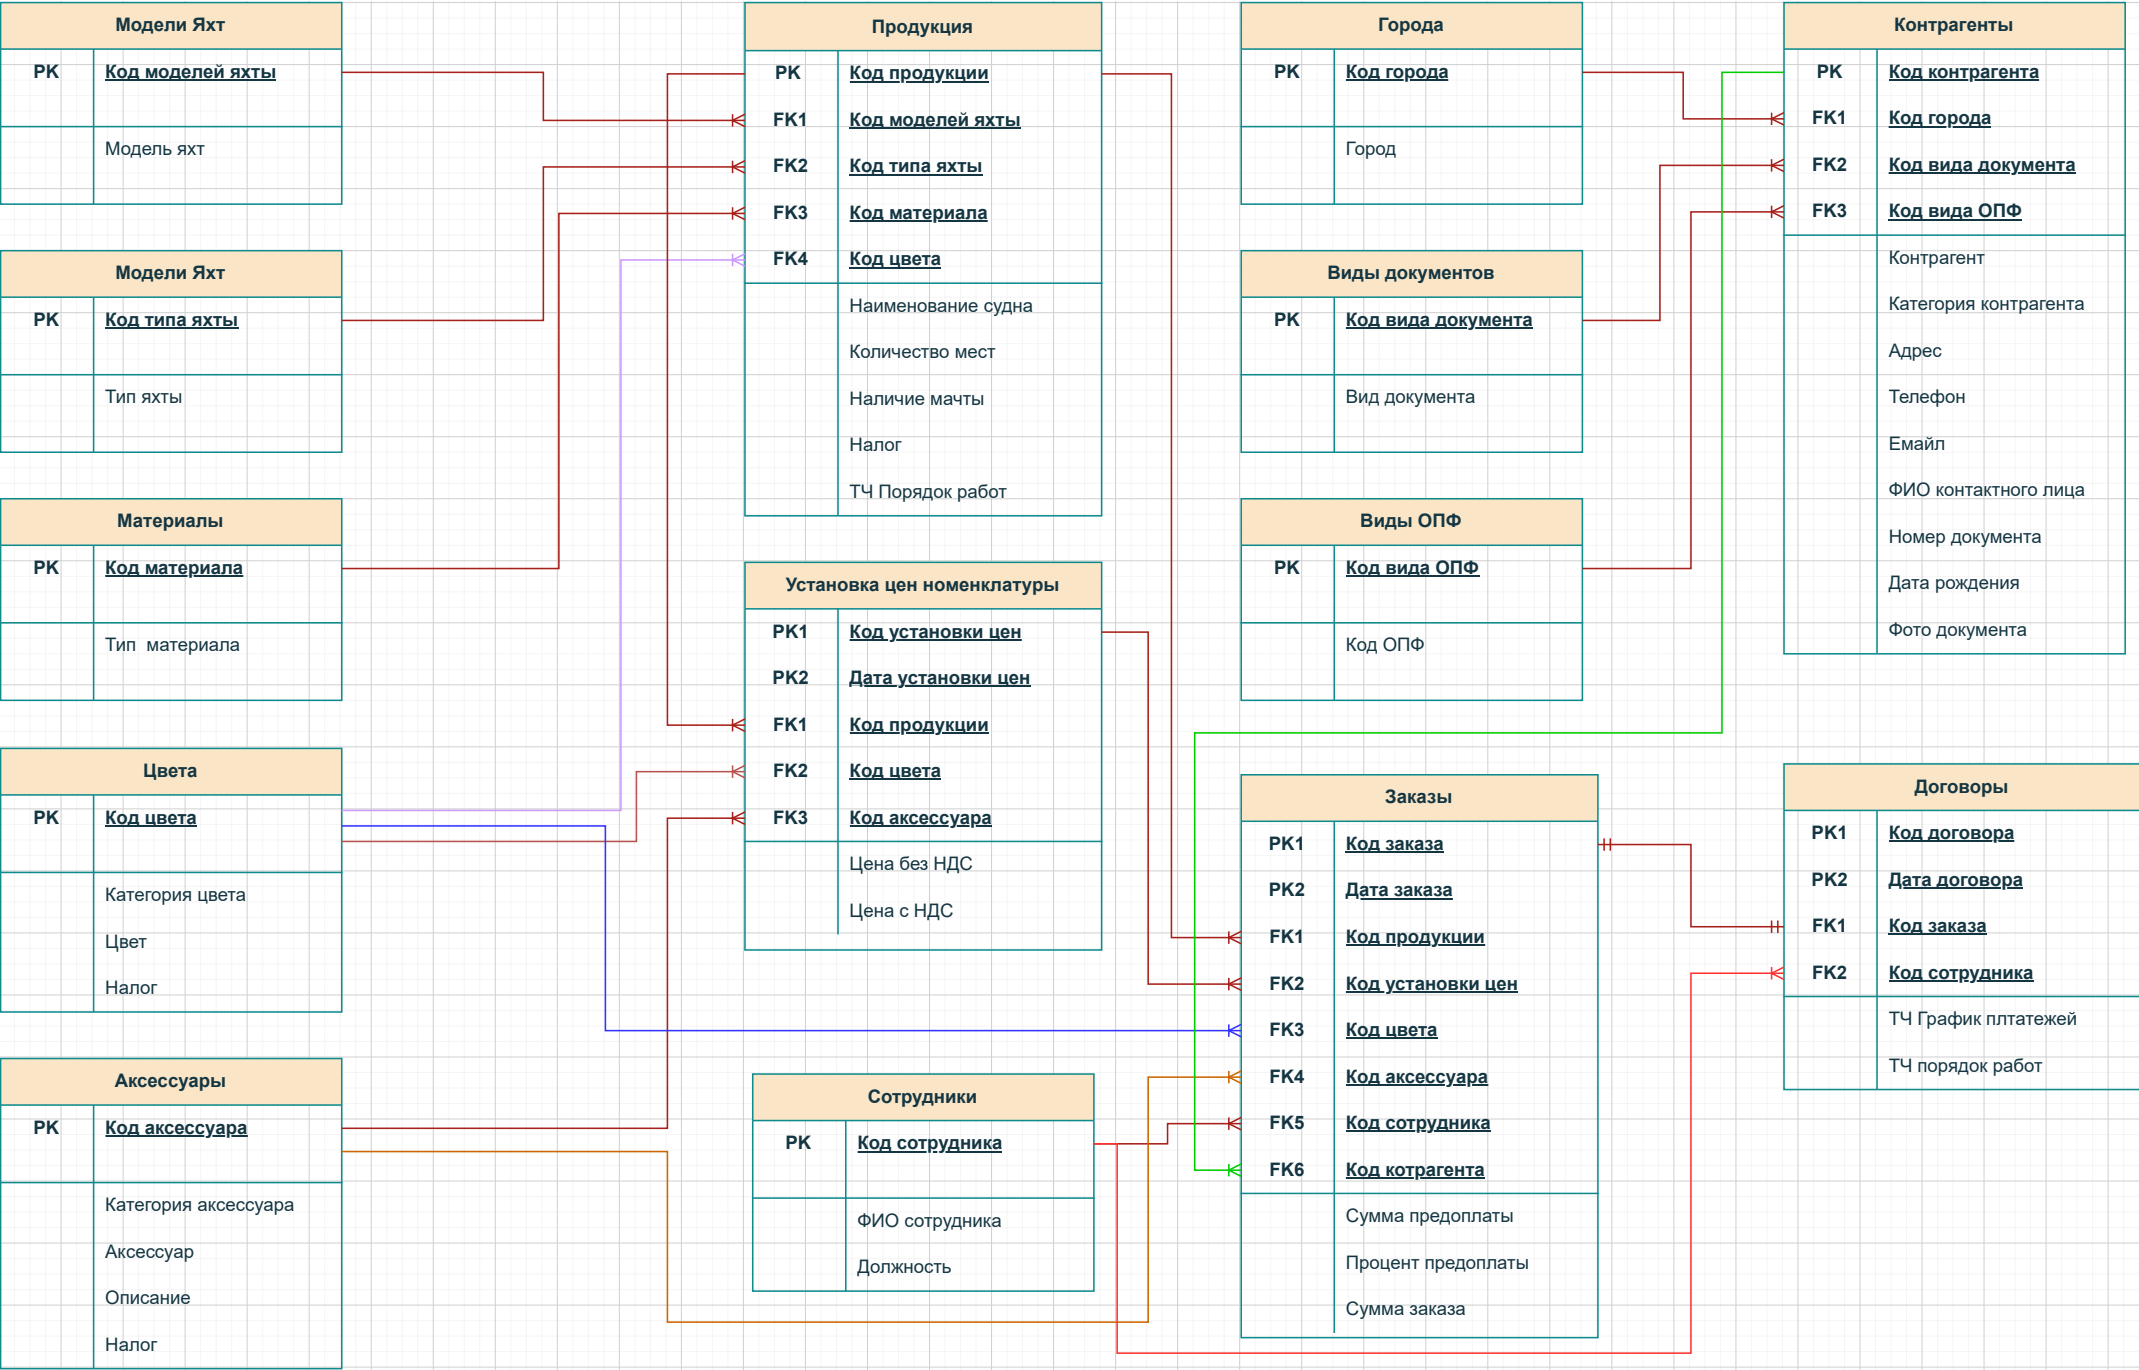 Модели Яхт
PK Код моделей яхты
Модель яхт
Модели Яхт
PK Код типа яхты
Тип яхты
Материалы
PK Код материала
Тип материала
Цвета
PK Код цвета
Категория цвета
Цвет
Налог
Аксессуары
PK Код аксессуара
Категория аксессуара
Аксессуар
Описание
Налог
Продукция
PK Код продукции
FK1 Код моделей яхты
FK2 Код типа яхты
FK3 Код материала
FK4 Код цвета
Наименование судна
Количество мест
Наличие мачты
Налог
ТЧ Порядок работ
Установка цен номенклатуры
PK1 Код установки цен
PK2 Дата установки цен
FK1 Код продукции
FK2 Код цвета
FK3 Код аксессуара
Цена без НДС
Цена с НДС
Сотрудники
PK Код сотрудника
ФИО сотрудника
Должность
Города
PK Код города
Город
Виды документов
PK Код вида документа
Вид документа
Виды ОПФ
PK Код вида ОПФ
Код ОПФ
Заказы
PK1 Код заказа
PK2 Дата заказа
FK1 Код продукции
FK2 Код установки цен
FK3 Код цвета
FK4 Код аксессуара
FK5 Код сотрудника
FK6 Код котрагента
Сумма предоплаты
Процент предоплаты
Сумма заказа
Контрагенты
PK Код контрагента
FK1 Код города
FK2 Код вида документа
FK3 Код вида ОПФ
Контрагент
Категория контрагента
Адрес
Телефон
Емайл
ФИО контактного лица
Номер документа
Дата рождения
Фото документа
Договоры
PK1 Код договора
PK2 Дата договора
FK1 Код заказа
FK2 Код сотрудника
ТЧ График плтатежей
ТЧ порядок работ